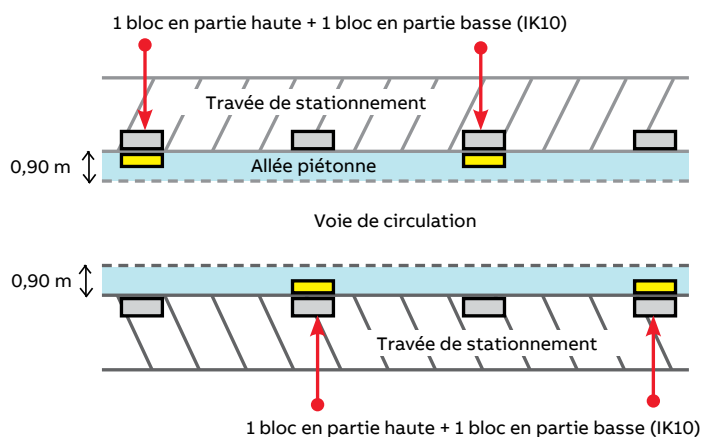 1 bloc en partie haute + 1 bloc en partie basse (IK10)
Travée de stationnement
0,90 m
Allée piétonne
Voie de circulation
0,90 m
Travée de stationnement
1 bloc en partie haute + 1 bloc en partie basse (IK10)